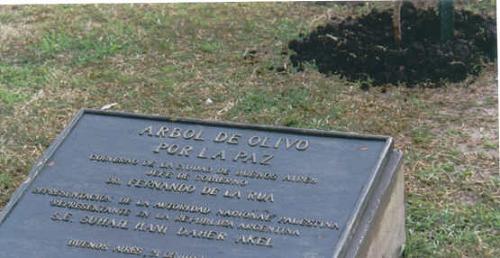 ARBOL DE OLIVO
POR LA PAZ
GOBIERNO DE LA CIUDAD DE BUENOS AIRES
JEFE DE GOBIERNO
DR. FERNANDO DE LA RUA
REPRESENTACION DE LA AUTORIDAD NACIONAL PALESTINA
REPRESENTANTE EN LA REPUBLICA ARGENTINA
S.E. SUHAIL HANI DAHER AKEL
BUENOS AIRES